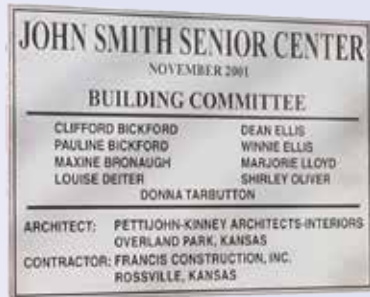 JOHN SMITH SENIOR CENTER
NOVEMBER 2001
BUILDING COMMITTEE
CLIFFORD BICKFORD DEAN ELLIS
PAULINE BICKFORD WINNIE ELLIS
MAXINE BRONAUGH MARJORIE LLOYD
LOUISE DEITER SHIRLEY OLIVER
DONNA TARBUTTON
ARCHITECT: PETTIJOHN-KINNEY ARCHITECTS-INTERIORS
OVERLAND PARK, KANSAS
CONTRACTOR: FRANCIS CONSTRUCTION, INC.
ROSSVILLE, KANSAS